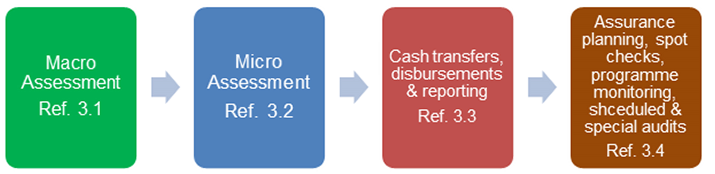 Macro
Assessment
Ref. 3.1
Micro
Assessment
Ref. 3.2
Cash transfers,
disbursements
& reporting
Ref. 3.3
Assurance
planning, spot
checks,
programme
monitoring,
shceduled &
special audits
Ref. 3.4